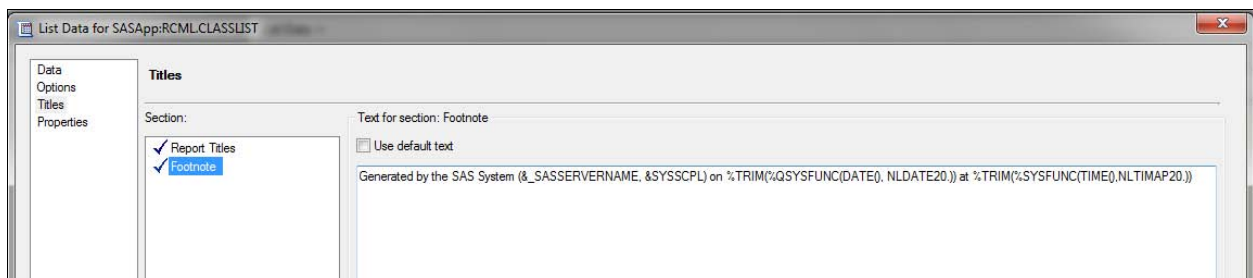 List Data for SASApp:RCML.CLASSLIST
Data
Options
Titles
Properties
Titles
Section:
Report Titles
Footnote
Text for section: Footnote
Use default text
Generated by the SAS System (&_SASSERVERNAME, &SYSSCPL) on %TRIM(%QSYSFUNC(DATE(), NLDATE20.)) at %TRIM(%SYSFUNC(TIME(),NLTIMAP20.))